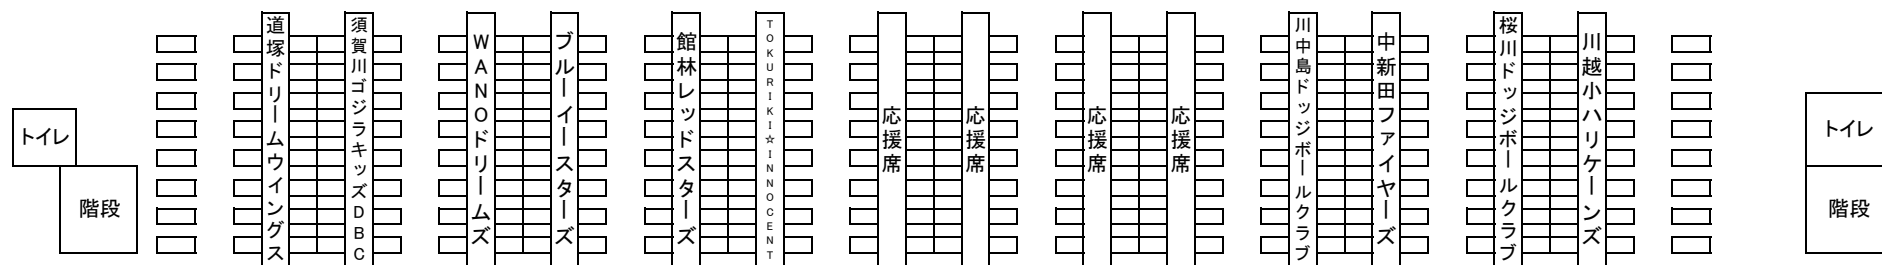 トイレ
階段
道塚ドリームウイングス
須賀川ゴジラキッズDBC
WANOドリームズ
ブルーイースターズ
館林レッドスターズ
TOKURIKI☆INNOCENT
応援席
応援席
応援席
応援席
川中島ドッジボールクラブ
中新田ファイヤーズ
桜川ドッジボールクラブ
川越小ハリケーンズ
トイレ
階段